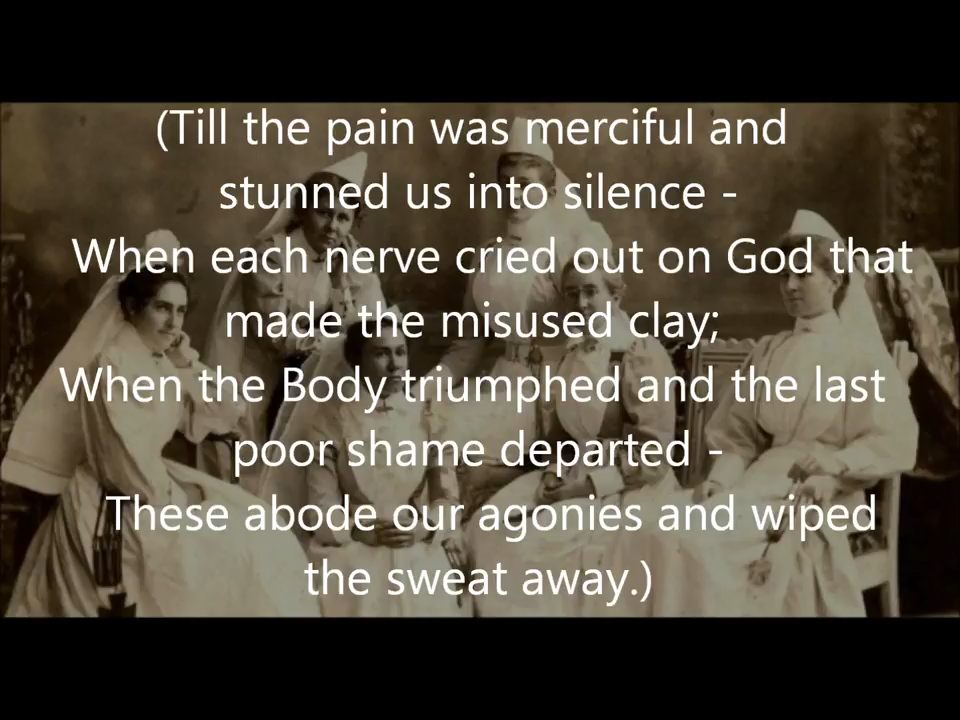 (Till the pain was merciful and
stunned us into silence -
When each nerve cried out on God that
made the misused clay;
When the Body triumphed and the last
poor shame departed -
These abode our agonies and wiped
the sweat away.)